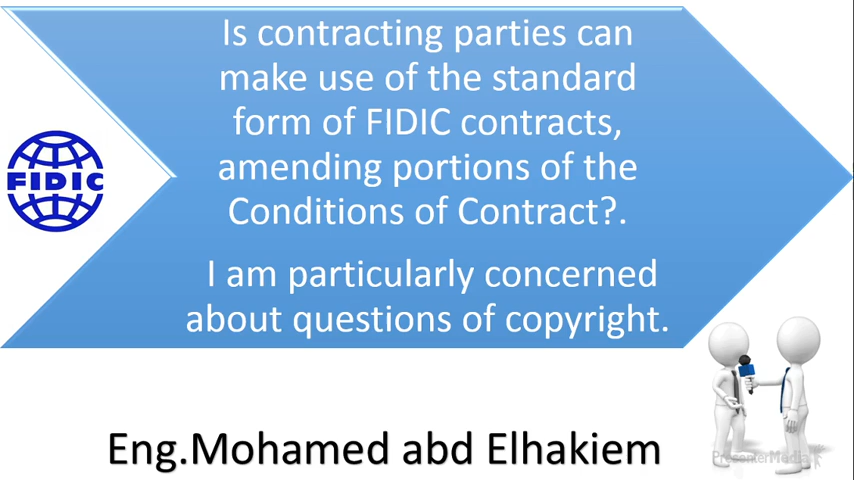 Is contracting parties can
make use of the standard
form of FIDIC contracts,
amending portions of the
Conditions of Contract?.
I am particularly concerned
about questions of copyright.
FIDIC
Eng.Mohamed abd Elhakiem
PresenterMedia